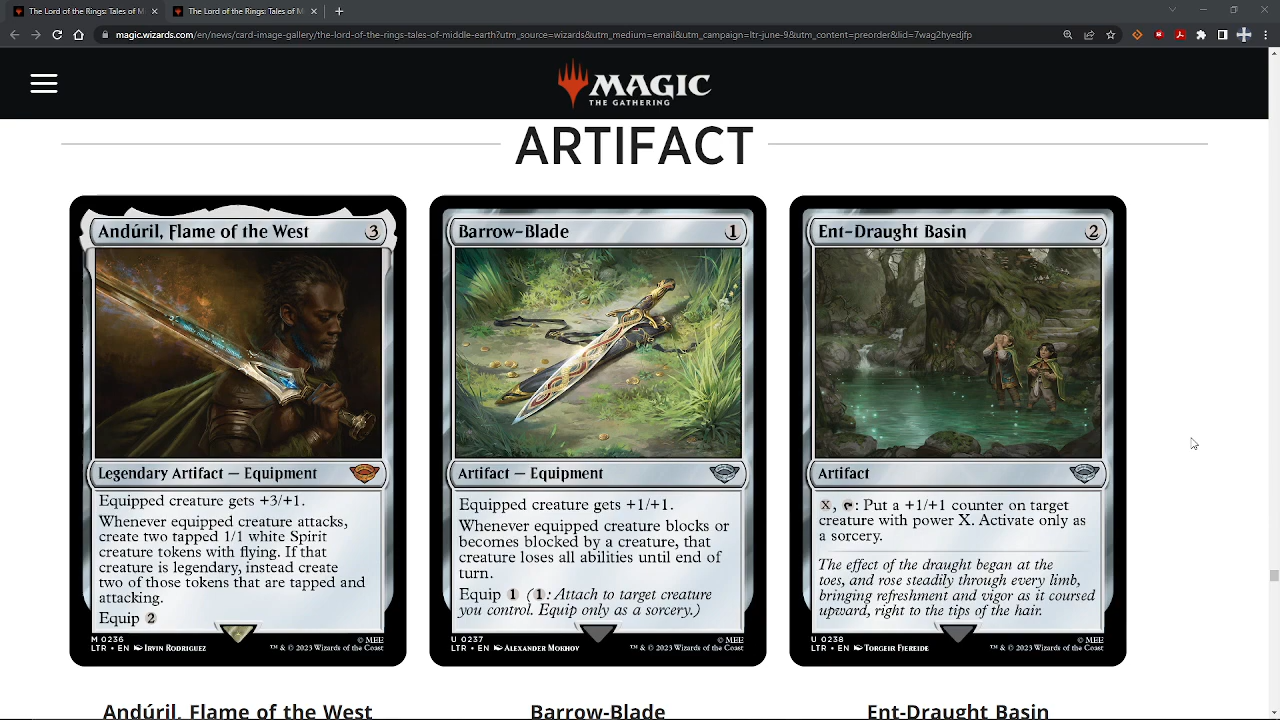 The Lord of the Rings: Tales of M
The Lord of the Rings: Tales of M
magic.wizards.com/en/news/card-image-gallery/the-lord-of-the-rings-tales-of-middle-earth?utm_source=wizards&utm_medium=email&utm_campaign=ltr-june-9&utm_content=preorder&lid=7wag2hyedjfp
MAGIC
THE GATHERING
ARTIFACT
Andúril, Flame of the West 3
Legendary Artifact — Equipment
Equipped creature gets +3/+1.
Whenever equipped creature attacks,
create two tapped 1/1 white Spirit
creature tokens with flying. If that
creature is legendary, instead create
two of those tokens that are tapped and
attacking.
Equip 2
M 0236
LTR • EN Irvin Rodriguez
© MEE
™ & © 2023 Wizards of the Coast
Barrow-Blade 1
Artifact — Equipment
Equipped creature gets +1/+1.
Whenever equipped creature blocks or
becomes blocked by a creature, that
creature loses all abilities until end of
turn.
Equip 1 (1: Attach to target creature
you control. Equip only as a sorcery.)
U 0237
LTR • EN Alexander Mokhov
© MEE
™ & © 2023 Wizards of the Coast
Ent-Draught Basin 2
Artifact
X, : Put a +1/+1 counter on target
creature with power X. Activate only as
a sorcery.
The effect of the draught began at the
toes, and rose steadily through every limb,
bringing refreshment and vigor as it coursed
upward, right to the tips of the hair.
U 0238
LTR • EN Torgeir Fjereide
© MEE
™ & © 2023 Wizards of the Coast
Andúril, Flame of the West
Barrow-Blade
Ent-Draught Basin